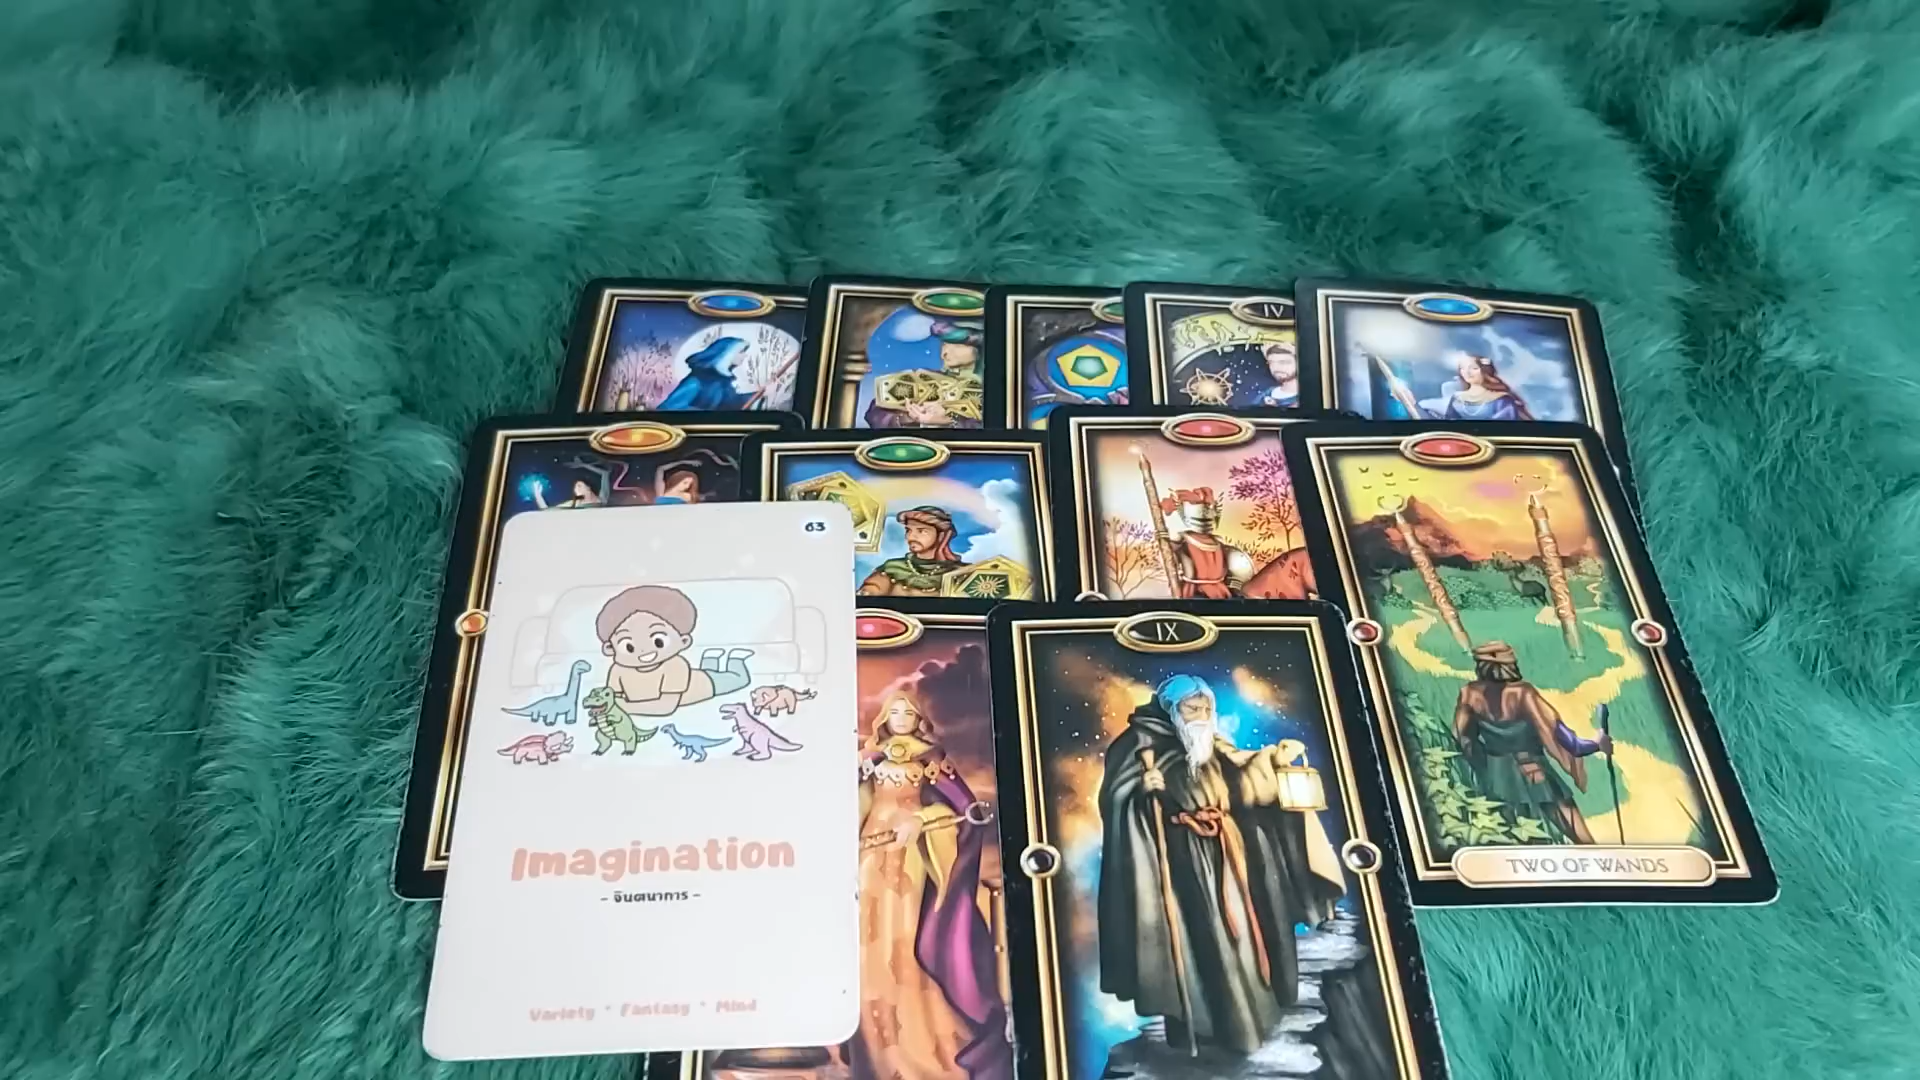 IV
63
IX
TWO OF WANDS
Imagination
- จินตนาการ -
Variety * Fantasy * Mind